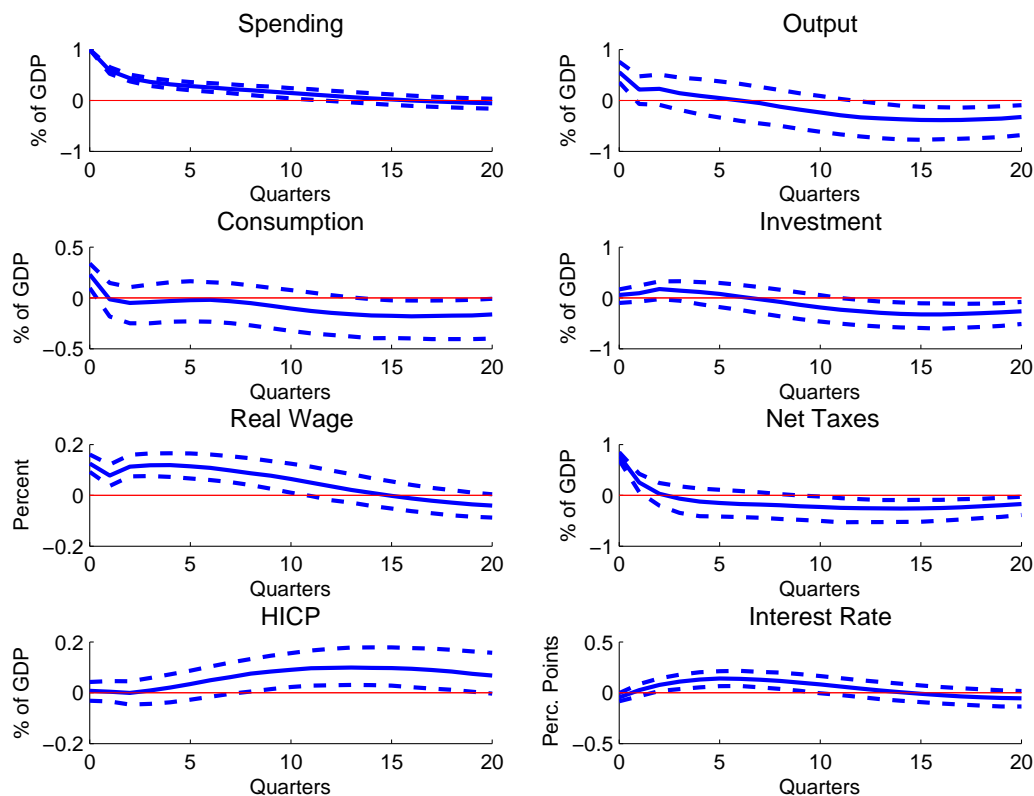 Spending
1
0
−1
% of GDP
0 5 10 15 20
Quarters
Output
1
0
−1
% of GDP
0 5 10 15 20
Quarters
Consumption
0.5
0
−0.5
% of GDP
0 5 10 15 20
Quarters
Investment
1
0
−1
% of GDP
0 5 10 15 20
Quarters
Real Wage
0.2
0
−0.2
Percent
0 5 10 15 20
Quarters
Net Taxes
1
0
−1
% of GDP
0 5 10 15 20
Quarters
HICP
0.2
0
−0.2
% of GDP
0 5 10 15 20
Quarters
Interest Rate
0.5
0
−0.5
Perc. Points
0 5 10 15 20
Quarters